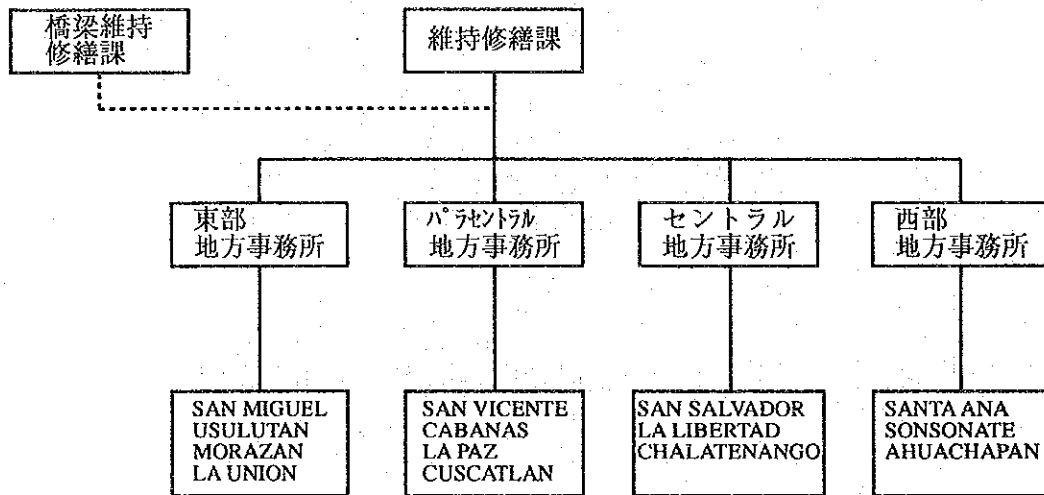 橋梁維持
修繕課
維持修繕課
東部
地方事務所
パラセントラル
地方事務所
セントラル
地方事務所
西部
地方事務所
SAN MIGUEL
USULUTAN
MORAZAN
LA UNION
SAN VICENTE
CABANAS
LA PAZ
CUSCATLAN
SAN SALVADOR
LA LIBERTAD
CHALATENANGO
SANTA ANA
SONSONATE
AHUACHAPAN